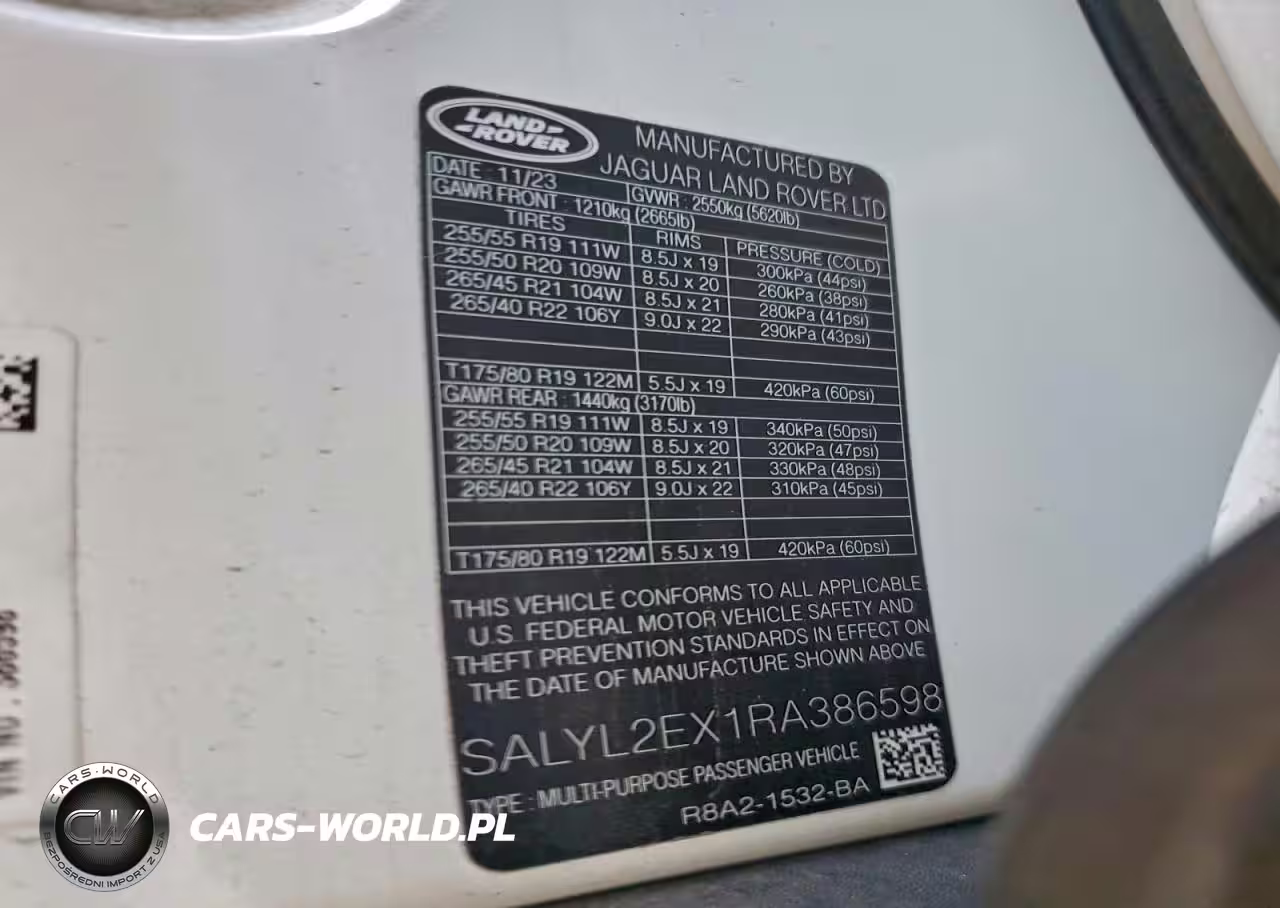 LAND ROVER
MANUFACTURED BY
JAGUAR LAND ROVER LTD
DATE : 11/23 GVWR : 2550kg (5620lb)
GAWR FRONT : 1210kg (2665lb)
TIRES RIMS PRESSURE (COLD)
255/55 R19 111W 8.5J x 19 300kPa (44psi)
255/50 R20 109W 8.5J x 20 260kPa (38psi)
265/45 R21 104W 8.5J x 21 280kPa (41psi)
265/40 R22 106Y 9.0J x 22 290kPa (43psi)
T175/80 R19 122M 5.5J x 19 420kPa (60psi)
GAWR REAR : 1440kg (3170lb)
255/55 R19 111W 8.5J x 19 340kPa (50psi)
255/50 R20 109W 8.5J x 20 320kPa (47psi)
265/45 R21 104W 8.5J x 21 330kPa (48psi)
265/40 R22 106Y 9.0J x 22 310kPa (45psi)
T175/80 R19 122M 5.5J x 19 420kPa (60psi)
THIS VEHICLE CONFORMS TO ALL APPLICABLE
U.S. FEDERAL MOTOR VEHICLE SAFETY AND
THEFT PREVENTION STANDARDS IN EFFECT ON
THE DATE OF MANUFACTURE SHOWN ABOVE
SALYL2EX1RA386598
TYPE : MULTI-PURPOSE PASSENGER VEHICLE
R8A2-1532-BA
CARS-WORLD
CW
BEZPOŚREDNI IMPORT Z USA
CARS-WORLD.PL